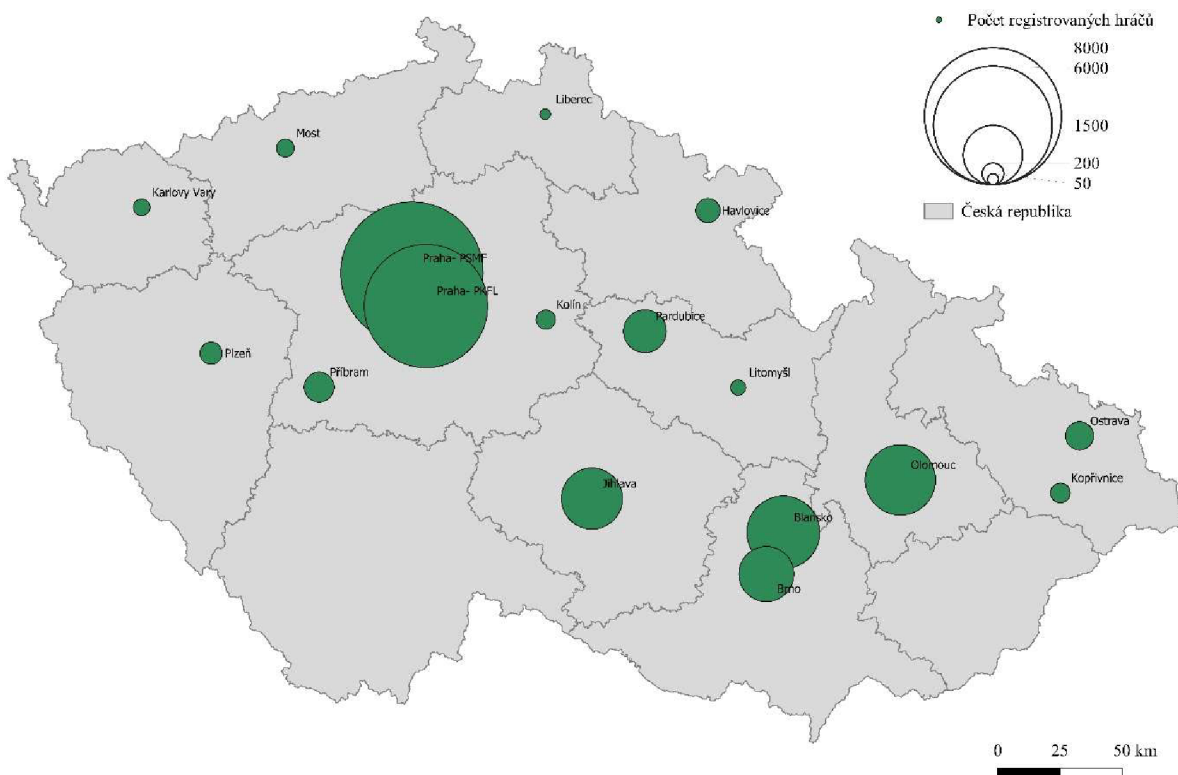 Počet registrovaných hráčů
8000
6000
1500
200
50
Česká republika
Liberec
Most
Karlovy Vary
Havlovice
Praha- PSMF
Praha- PKFL
Kolín
Pardubice
Plzeň
Příbram
Litomyšl
Ostrava
Olomouc
Jihlava
Kopřivnice
Blansko
Brno
0 25 50 km